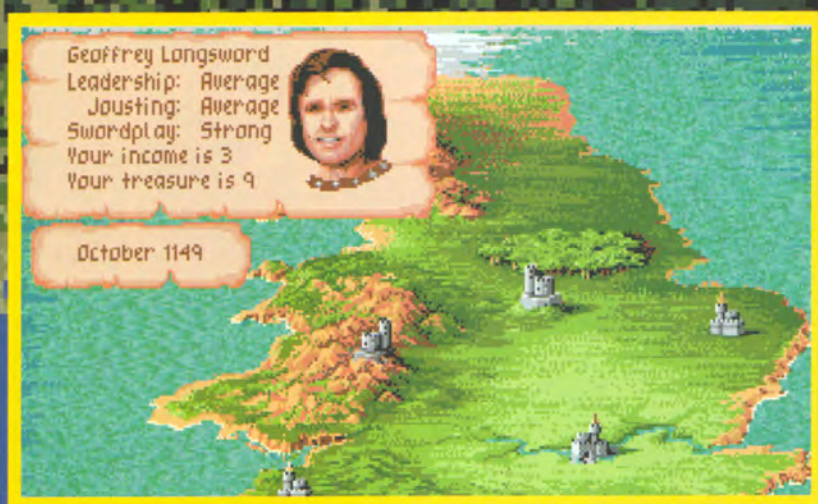 Geoffrey Longsword
Leadership: Average
Jousting: Average
Swordplay: Strong
Your income is 3
Your treasure is 9
October 1149